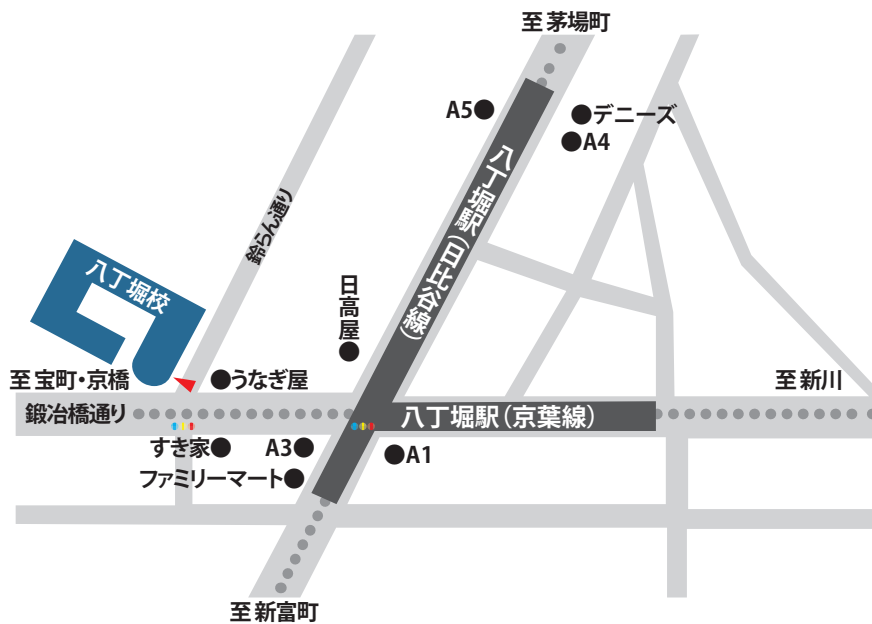 至 茅場町
A5
デニーズ
A4
八丁堀駅（日比谷線）
鈴らん通り
八丁堀校
日高屋
至 宝町・京橋
うなぎ屋
至 新川
鍛冶橋通り
八丁堀駅（京葉線）
すき家
A3
A1
ファミリーマート
至 新富町